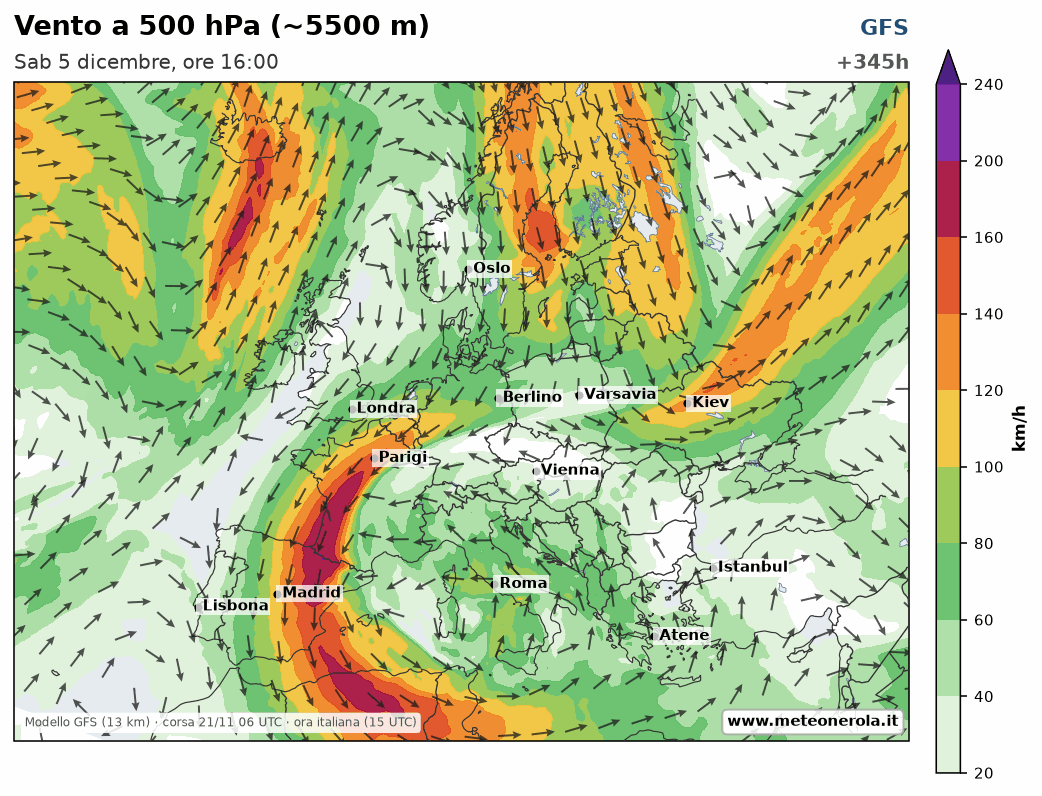 Vento a 500 hPa (~5500 m)
GFS
Sab 5 dicembre, ore 16:00
+345h
240
200
160
140
120
100
80
60
40
20
km/h
Oslo
Berlino
Varsavia
Kiev
Londra
Parigi
Vienna
Istanbul
Roma
Madrid
Lisbona
Atene
Modello GFS (13 km) · corsa 21/11 06 UTC · ora italiana (15 UTC)
www.meteonerola.it